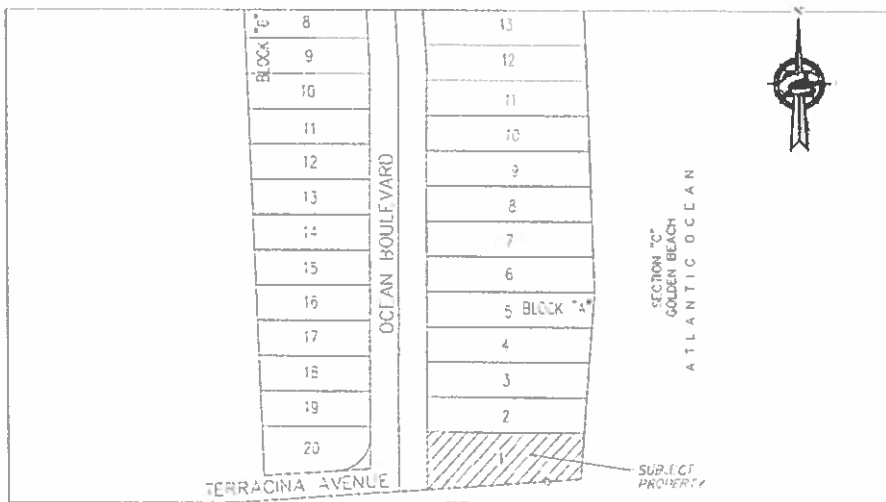 8
9
10
11
12
13
14
15
16
17
18
19
20
BLOCK
OCEAN BOULEVARD
TERRACINA AVENUE
13
12
11
10
9
8
7
6
5 BLOCK "A"
4
3
2
1
SUBJECT
PROPERTY
SECTION "C"
GOLDEN BEACH
ATLANTIC OCEAN